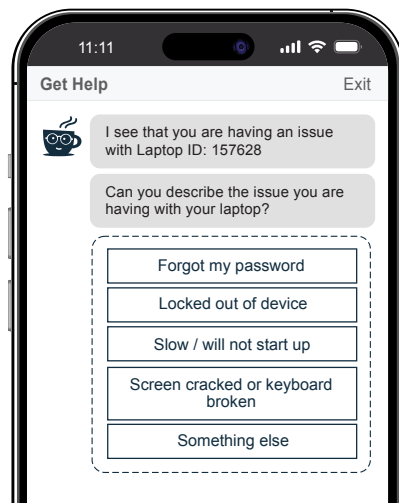 11:11
Get Help Exit
I see that you are having an issue
with Laptop ID: 157628
Can you describe the issue you are
having with your laptop?
Forgot my password
Locked out of device
Slow / will not start up
Screen cracked or keyboard
broken
Something else